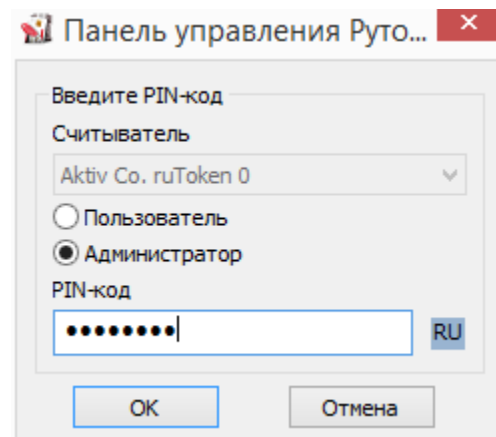 Панель управления Руто...
Введите PIN-код
Считыватель
Aktiv Co. ruToken 0
Пользователь
Администратор
PIN-код
●●●●●●●●
RU
OK
Отмена